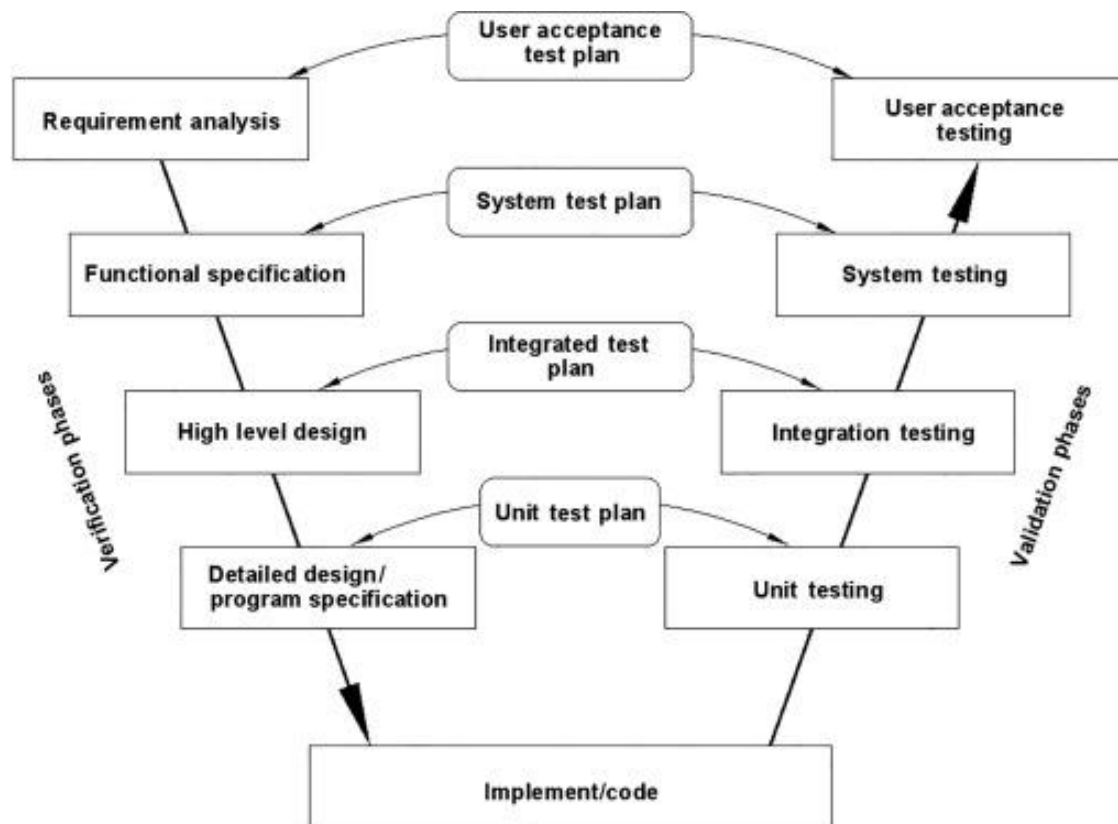 User acceptance
test plan
Requirement analysis
User acceptance
testing
System test plan
Functional specification
System testing
Integrated test
plan
High level design
Integration testing
Verification phases
Validation phases
Unit test plan
Detailed design/
program specification
Unit testing
Implement/code